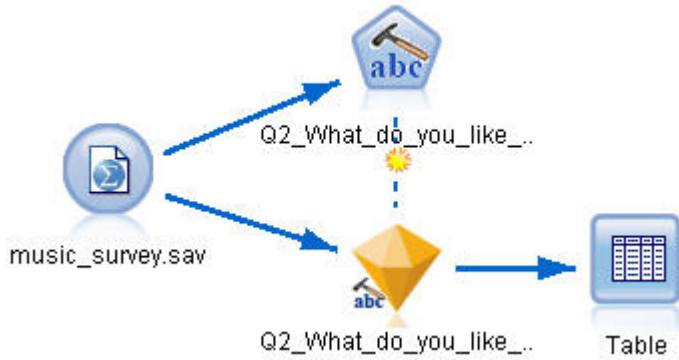 abc
Q2_What_do_you_like_..
music_survey.sav
abc
Q2_What_do_you_like_..
Table